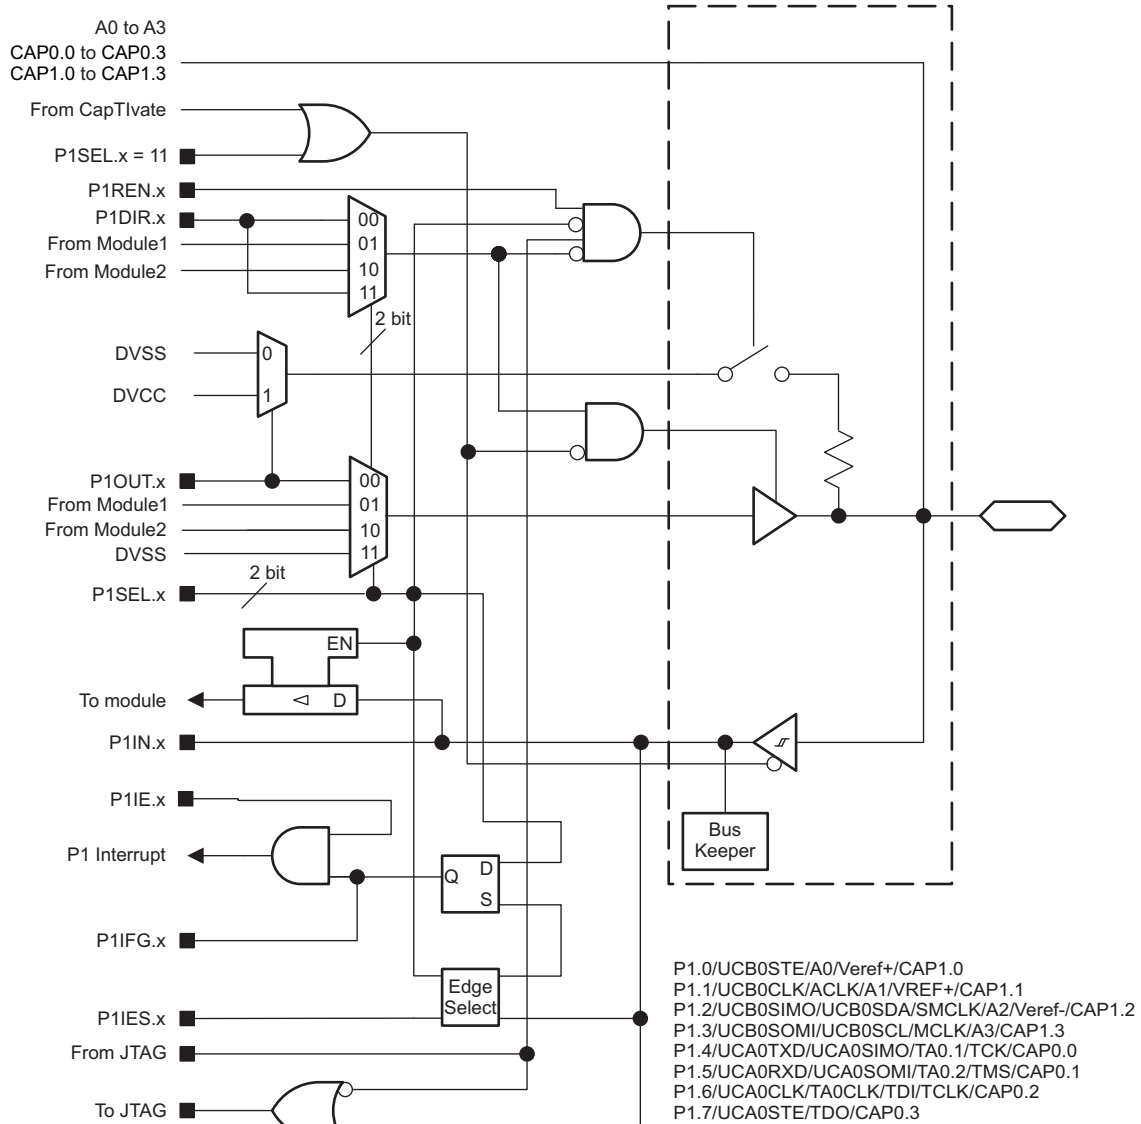 A0 to A3
CAP0.0 to CAP0.3
CAP1.0 to CAP1.3
From CapTIvate
P1SEL.x = 11
P1REN.x
P1DIR.x
From Module1
From Module2
00
01
10
11
2 bit
DVSS
DVCC
0
1
P1OUT.x
From Module1
From Module2
DVSS
00
01
10
11
P1SEL.x
2 bit
EN
D
To module
P1IN.x
Bus
Keeper
P1IE.x
P1 Interrupt
Q
D
S
P1IFG.x
Edge
Select
P1IES.x
From JTAG
To JTAG
P1.0/UCB0STE/A0/Veref+/CAP1.0
P1.1/UCB0CLK/ACLK/A1/VREF+/CAP1.1
P1.2/UCB0SIMO/UCB0SDA/SMCLK/A2/Veref-/CAP1.2
P1.3/UCB0SOMI/UCB0SCL/MCLK/A3/CAP1.3
P1.4/UCA0TXD/UCA0SIMO/TA0.1/TCK/CAP0.0
P1.5/UCA0RXD/UCA0SOMI/TA0.2/TMS/CAP0.1
P1.6/UCA0CLK/TA0CLK/TDI/TCLK/CAP0.2
P1.7/UCA0STE/TDO/CAP0.3